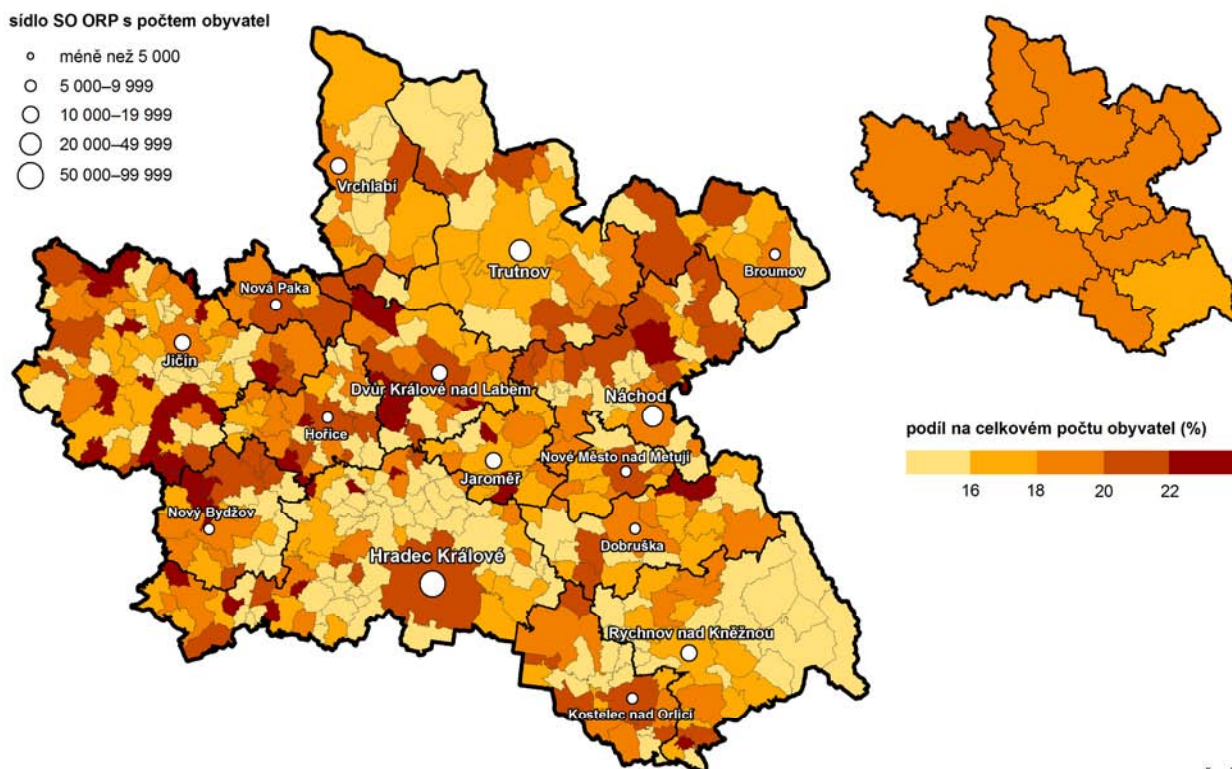 sídlo SO ORP s počtem obyvatel
méně než 5 000
5 000–9 999
10 000–19 999
20 000–49 999
50 000–99 999
Vrchlabí
Trutnov
Broumov
Nová Paka
Jičín
Dvůr Králové nad Labem
Náchod
Hořice
Nové Město nad Metují
Jaroměř
Nový Bydžov
Dobruška
Hradec Králové
Rychnov nad Kněžnou
Kostelec nad Orlicí
podíl na celkovém počtu obyvatel (%)
16 18 20 22